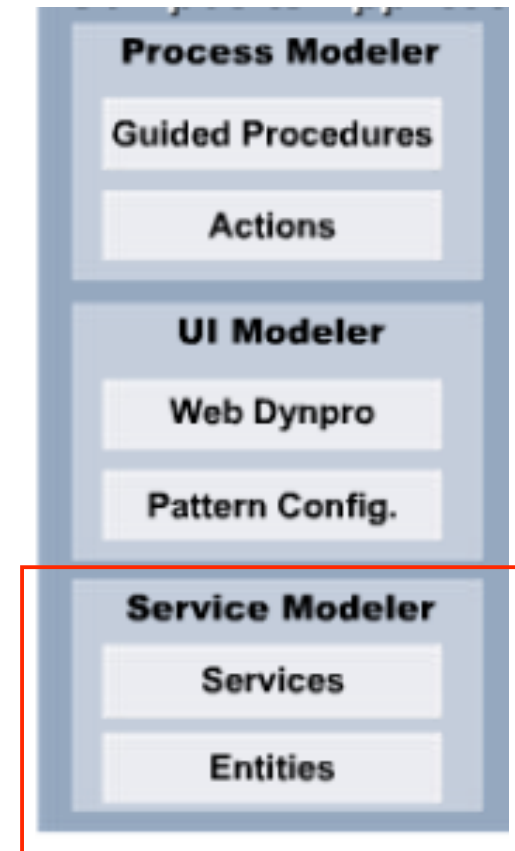 Process Modeler
Guided Procedures
Actions
UI Modeler
Web Dynpro
Pattern Config.
Service Modeler
Services
Entities